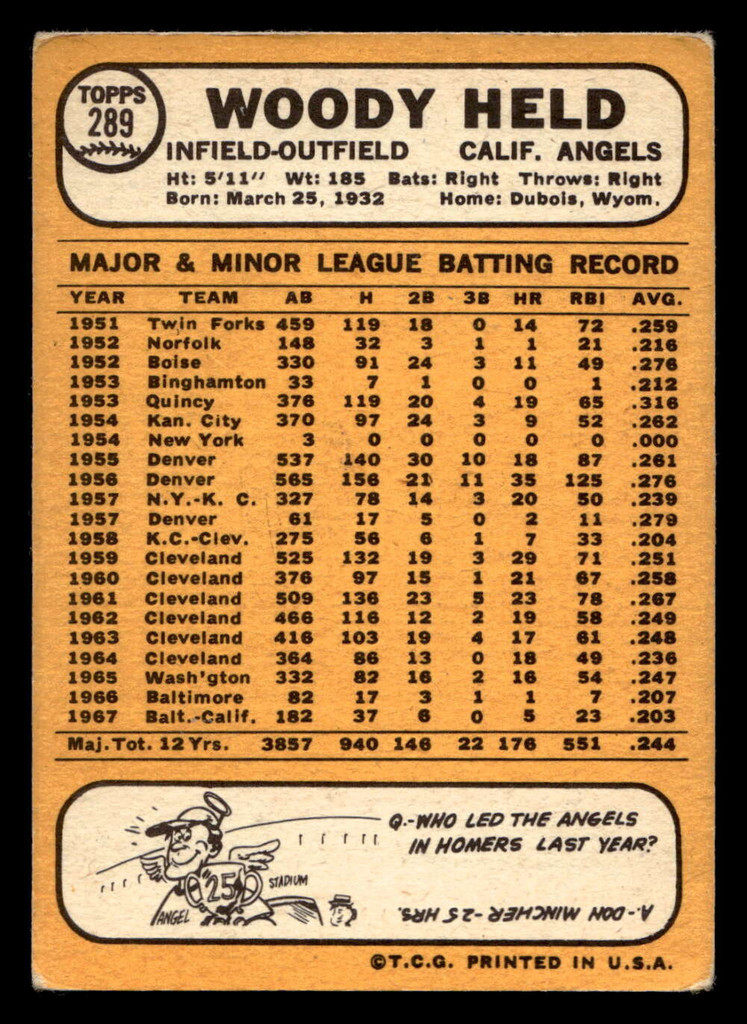 TOPPS
289
WOODY HELD
INFIELD-OUTFIELD CALIF. ANGELS
Ht: 5'11" Wt: 185 Bats: Right Throws: Right
Born: March 25, 1932 Home: Dubois, Wyom.
MAJOR & MINOR LEAGUE BATTING RECORD
YEAR TEAM AB H 2B 3B HR RBI AVG.
1951 Twin Forks 459 119 18 0 14 72 .259
1952 Norfolk 148 32 3 1 1 21 .216
1952 Boise 330 91 24 3 11 49 .276
1953 Binghamton 33 7 1 0 0 1 .212
1953 Quincy 376 119 20 4 19 65 .316
1954 Kan. City 370 97 24 3 9 52 .262
1954 New York 3 0 0 0 0 0 .000
1955 Denver 537 140 30 10 18 87 .261
1956 Denver 565 156 21 11 35 125 .276
1957 N.Y.-K. C. 327 78 14 3 20 50 .239
1957 Denver 61 17 5 0 2 11 .279
1958 K.C.-Clev. 275 56 6 1 7 33 .204
1959 Cleveland 525 132 19 3 29 71 .251
1960 Cleveland 376 97 15 1 21 67 .258
1961 Cleveland 509 136 23 5 23 78 .267
1962 Cleveland 466 116 12 2 19 58 .249
1963 Cleveland 416 103 19 4 17 61 .248
1964 Cleveland 364 86 13 0 18 49 .236
1965 Wash'gton 332 82 16 2 16 54 .247
1966 Baltimore 82 17 3 1 1 7 .207
1967 Balt.-Calif. 182 37 6 0 5 23 .203
Maj. Tot. 12 Yrs. 3857 940 146 22 176 551 .244
Q.-WHO LED THE ANGELS
IN HOMERS LAST YEAR?
25
STADIUM
ANGEL
A.-DON MINCHER-25 HRS.
©T.C.G. PRINTED IN U.S.A.